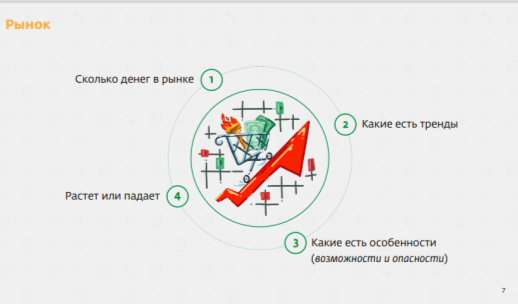 Рынок
Сколько денег в рынке 1
2 Какие есть тренды
Растет или падает 4
3 Какие есть особенности
(возможности и опасности)
7